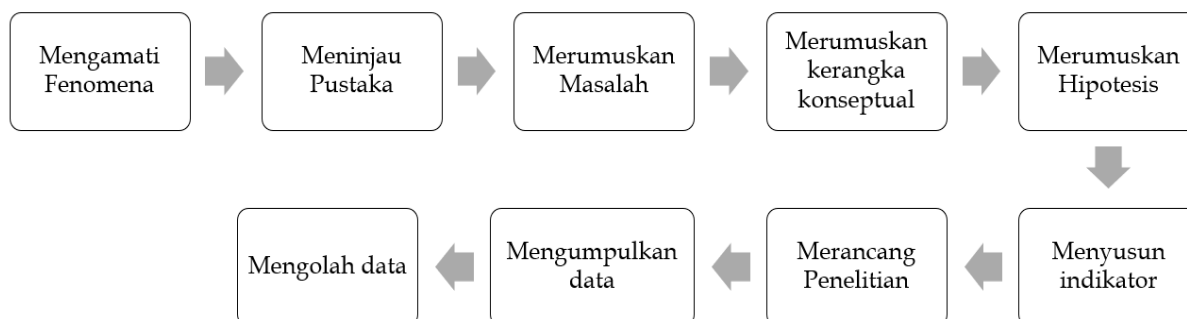 Mengamati
Fenomena
Meninjau
Pustaka
Merumuskan
Masalah
Merumuskan
kerangka
konseptual
Merumuskan
Hipotesis
Menyusun
indikator
Merancang
Penelitian
Mengumpulkan
data
Mengolah data